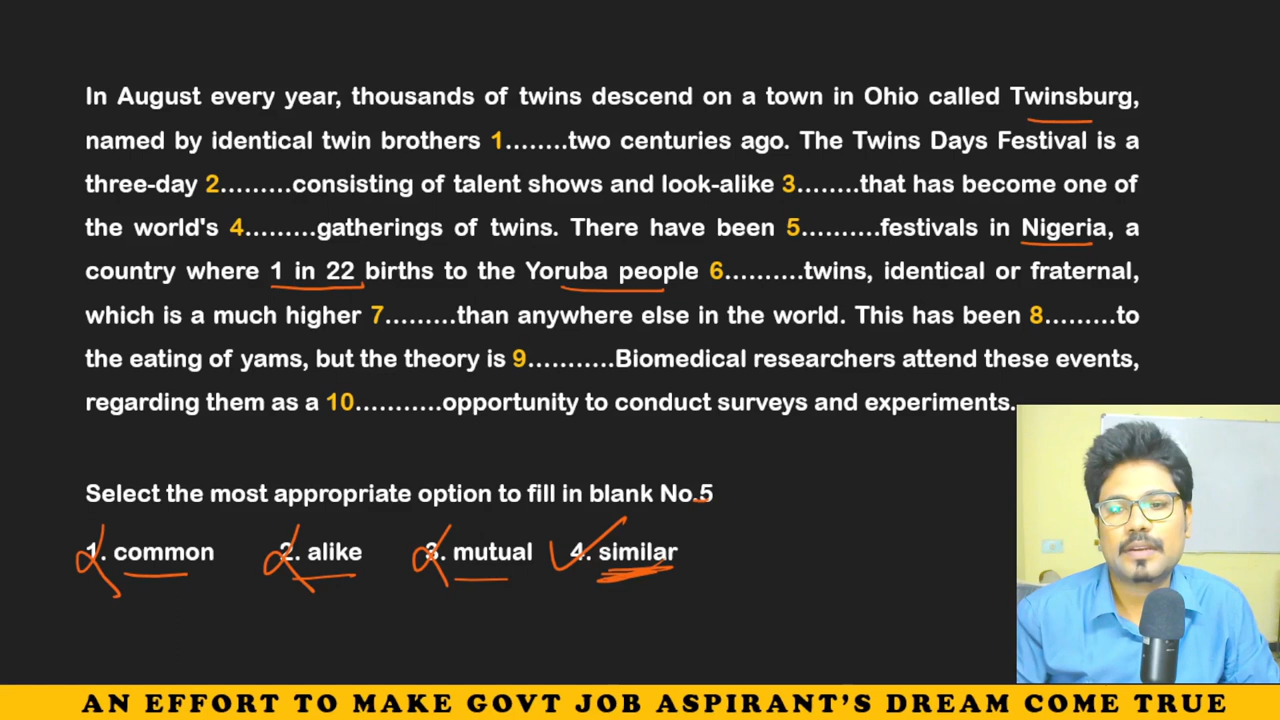 In August every year, thousands of twins descend on a town in Ohio called Twinsburg,
named by identical twin brothers 1........two centuries ago. The Twins Days Festival is a
three-day 2.........consisting of talent shows and look-alike 3........that has become one of
the world's 4.........gatherings of twins. There have been 5..........festivals in Nigeria, a
country where 1 in 22 births to the Yoruba people 6..........twins, identical or fraternal,
which is a much higher 7.........than anywhere else in the world. This has been 8.........to
the eating of yams, but the theory is 9...........Biomedical researchers attend these events,
regarding them as a 10...........opportunity to conduct surveys and experiments.
Select the most appropriate option to fill in blank No.5
1. common 2. alike 3. mutual 4. similar
AN EFFORT TO MAKE GOVT JOB ASPIRANT'S DREAM COME TRUE